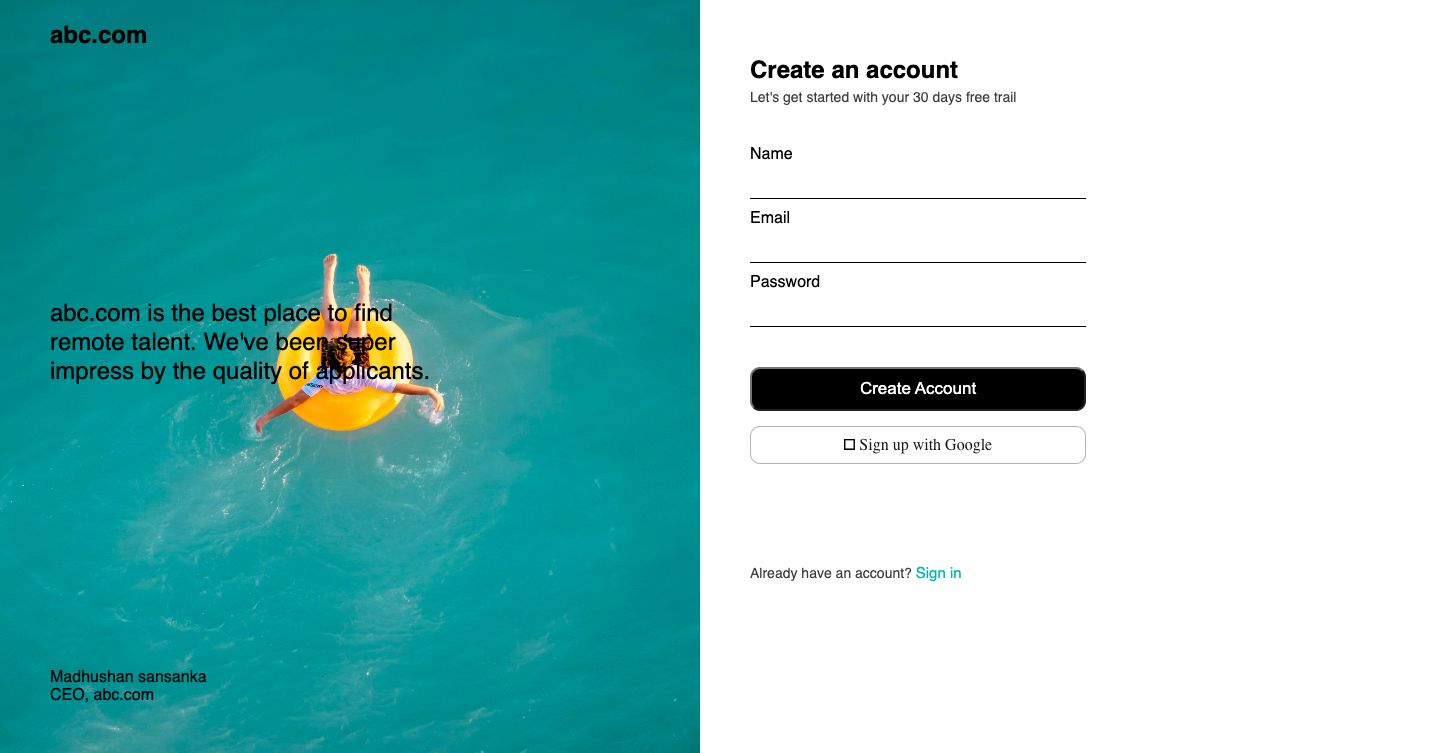 abc.com
abc.com is the best place to find
remote talent. We've been super
impress by the quality of applicants.
Madhushan sansanka
CEO, abc.com
Create an account
Let's get started with your 30 days free trail
Name
Email
Password
Create Account
Sign up with Google
Already have an account? Sign in